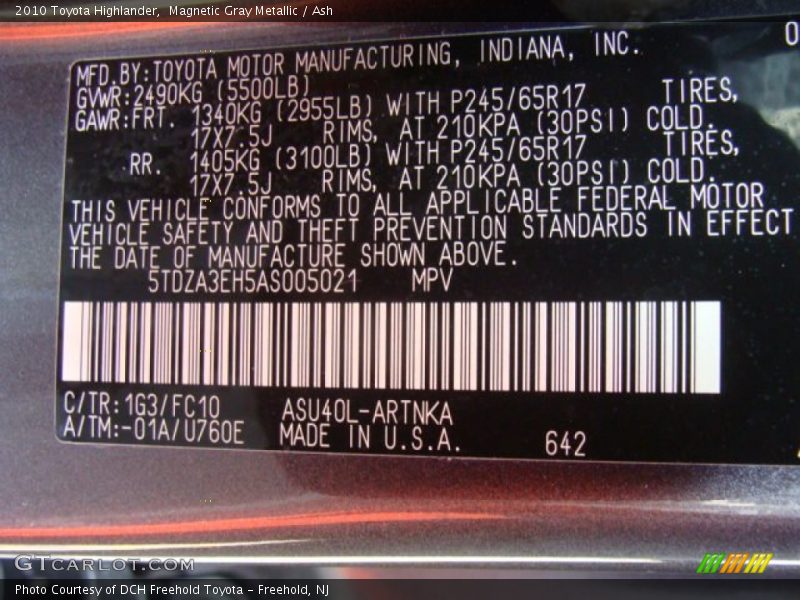 2010 Toyota Highlander, Magnetic Gray Metallic / Ash
0
MFD.BY:TOYOTA MOTOR MANUFACTURING, INDIANA, INC.
GVWR:2490KG (5500LB)
GAWR:FRT. 1340KG (2955LB) WITH P245/65R17 TIRES,
17X7.5J RIMS, AT 210KPA (30PSI) COLD.
RR. 1405KG (3100LB) WITH P245/65R17 TIRES,
17X7.5J RIMS, AT 210KPA (30PSI) COLD.
THIS VEHICLE CONFORMS TO ALL APPLICABLE FEDERAL MOTOR
VEHICLE SAFETY AND THEFT PREVENTION STANDARDS IN EFFECT
THE DATE OF MANUFACTURE SHOWN ABOVE.
5TDZA3EH5AS005021 MPV
C/TR:1G3/FC10 ASU40L-ARTNKA
A/TM:-01A/U760E MADE IN U.S.A. 642
GTCARLOT.COM
Photo Courtesy of DCH Freehold Toyota - Freehold, NJ